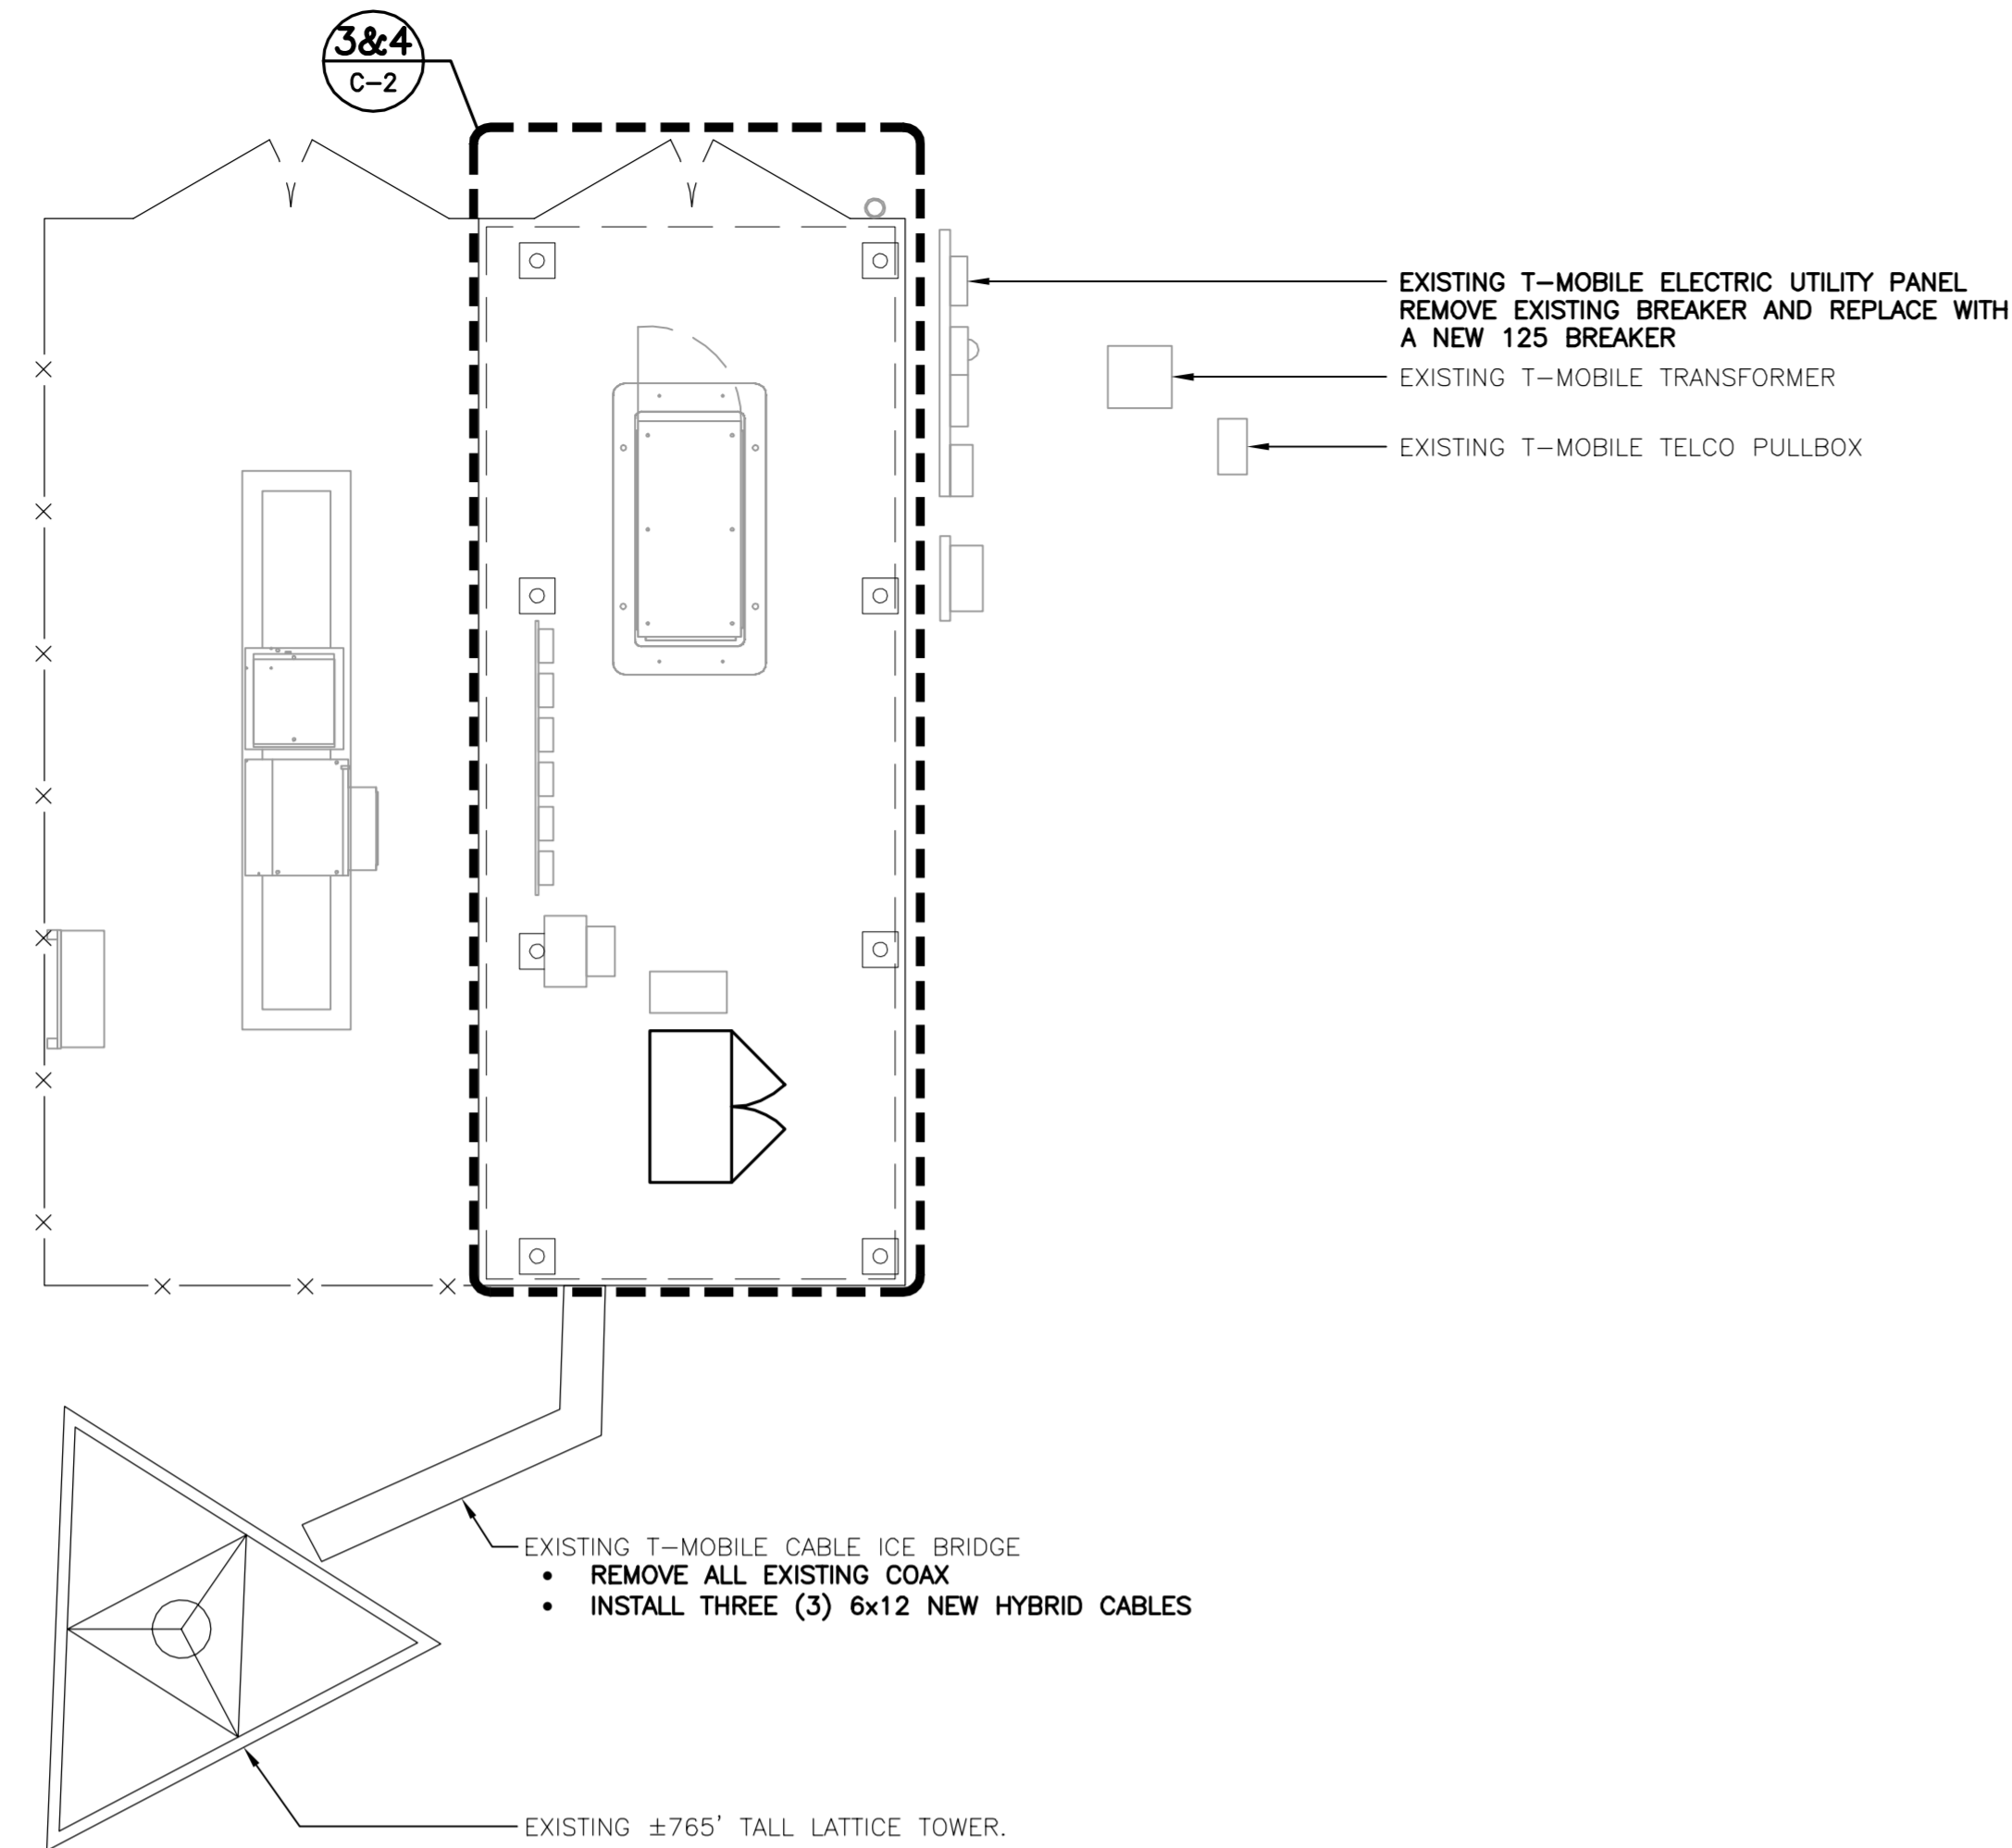 3&4
C-2
EXISTING T-MOBILE ELECTRIC UTILITY PANEL
REMOVE EXISTING BREAKER AND REPLACE WITH
A NEW 125 BREAKER
EXISTING T-MOBILE TRANSFORMER
EXISTING T-MOBILE TELCO PULLBOX
EXISTING T-MOBILE CABLE ICE BRIDGE
• REMOVE ALL EXISTING COAX
• INSTALL THREE (3) 6x12 NEW HYBRID CABLES
EXISTING ±765' TALL LATTICE TOWER.